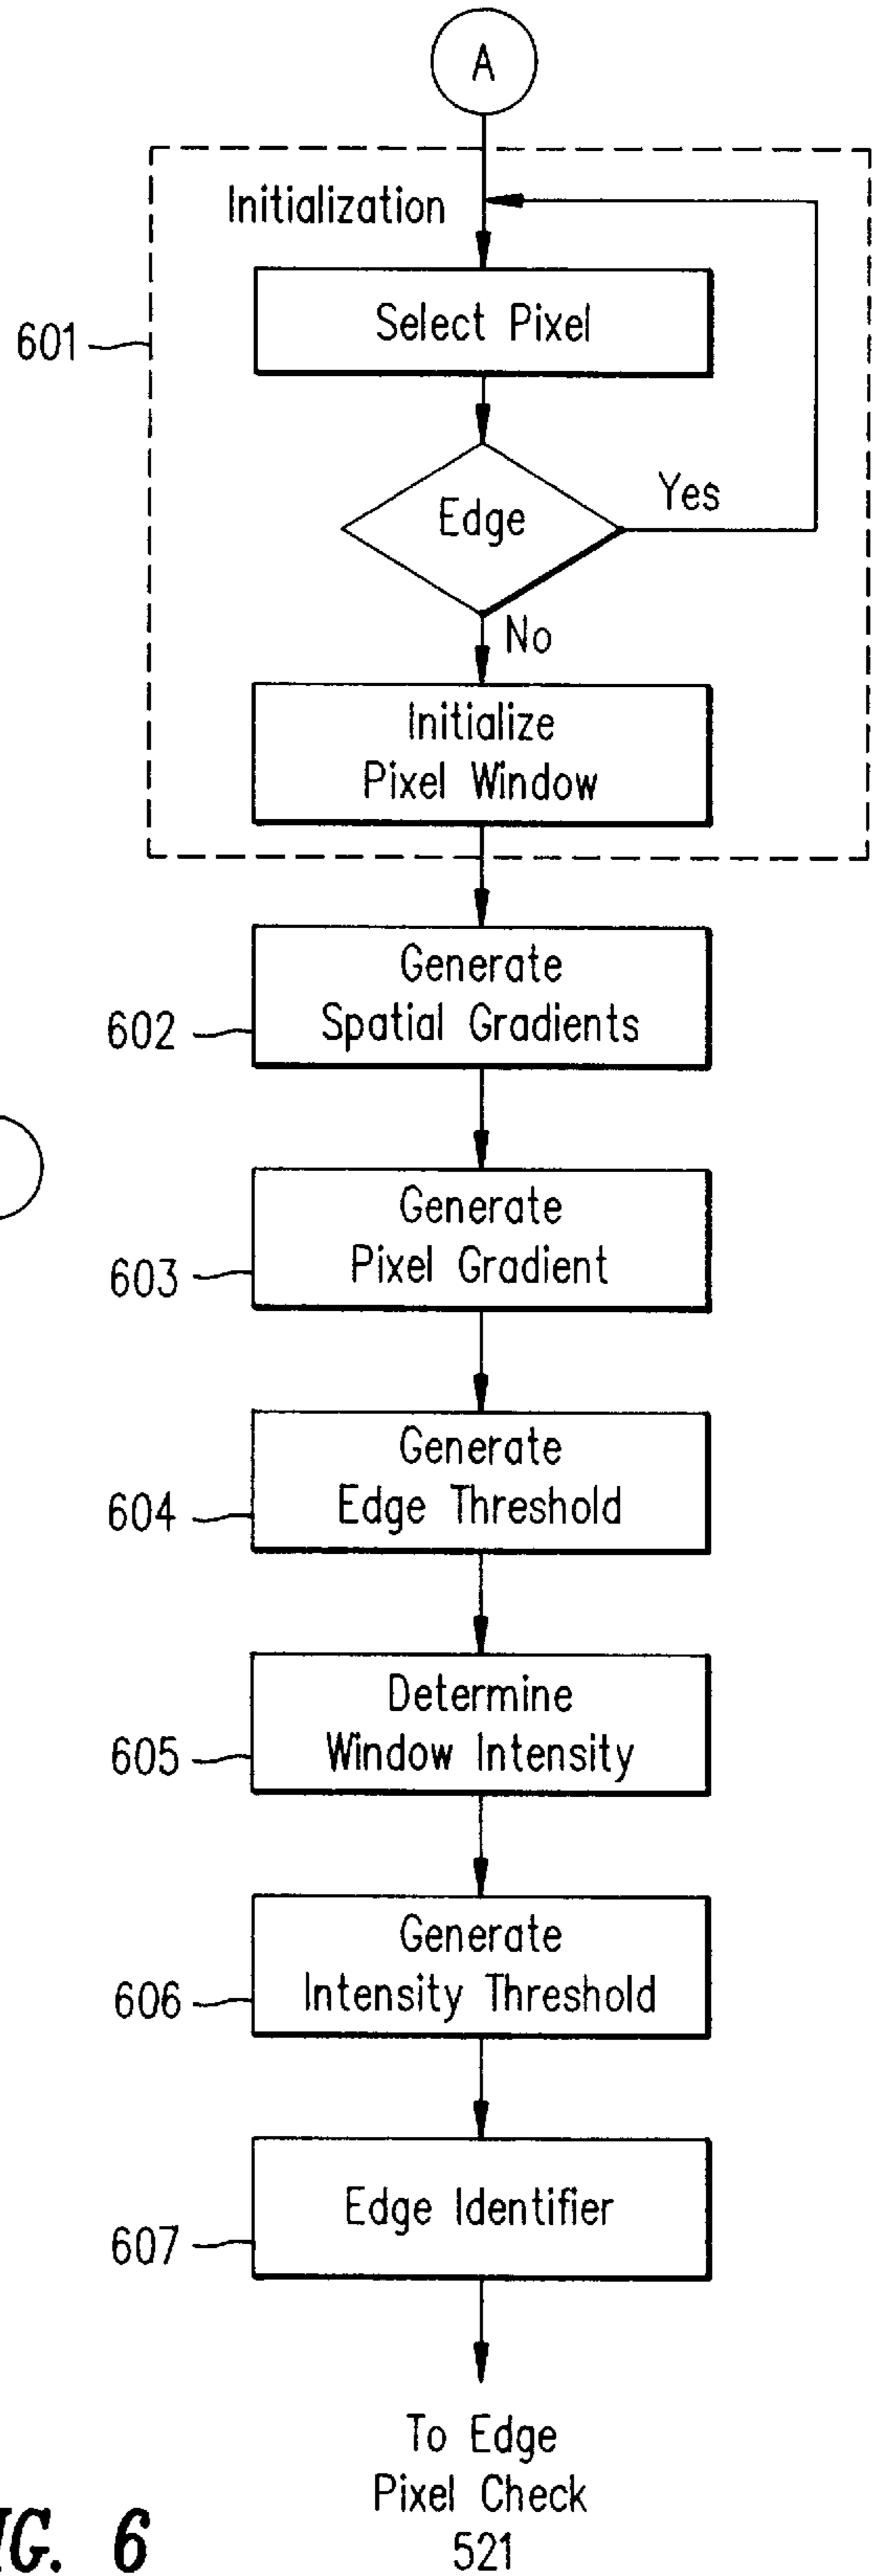 A
Initialization
Select Pixel
601
Edge
Yes
No
Initialize
Pixel Window
Generate
Spatial Gradients
602
Generate
Pixel Gradient
603
Generate
Edge Threshold
604
Determine
Window Intensity
605
Generate
Intensity Threshold
606
Edge Identifier
607
To Edge
Pixel Check
521
IG. 6